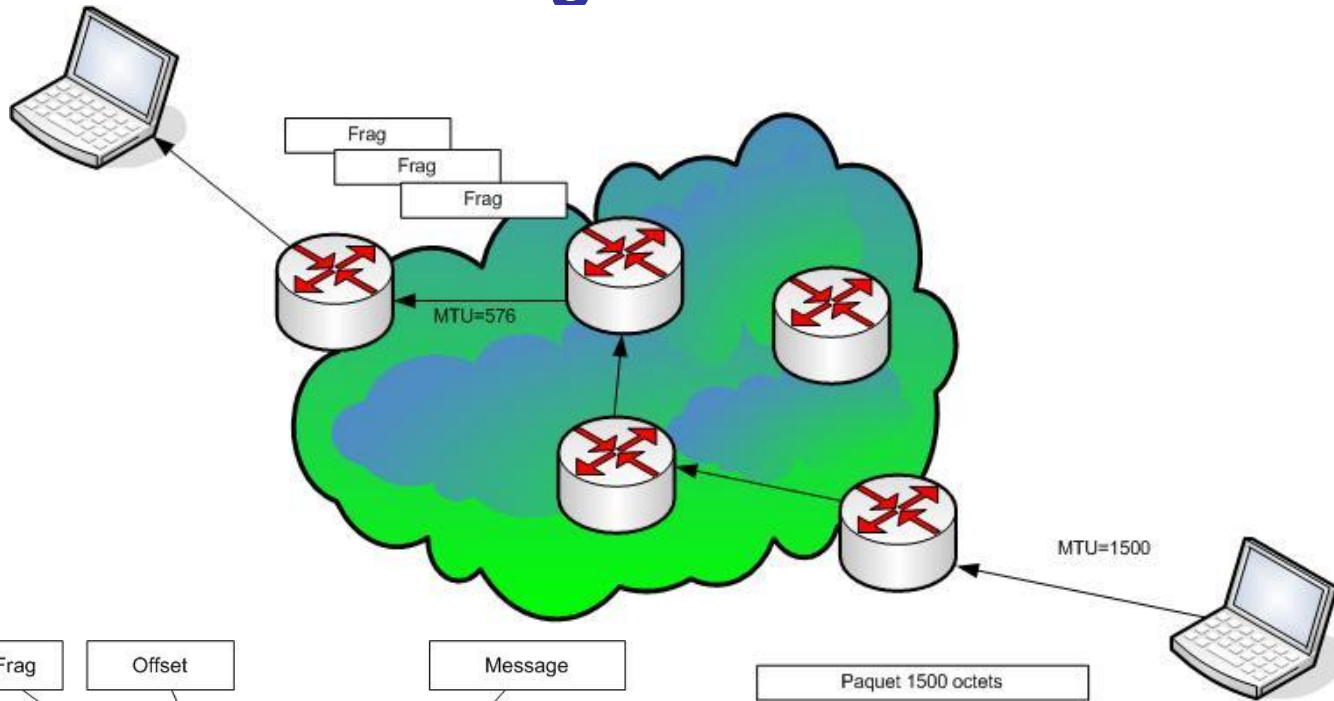 Frag
Frag
Frag
MTU=576
MTU=1500
Frag
Offset
Message
Paquet 1500 octets